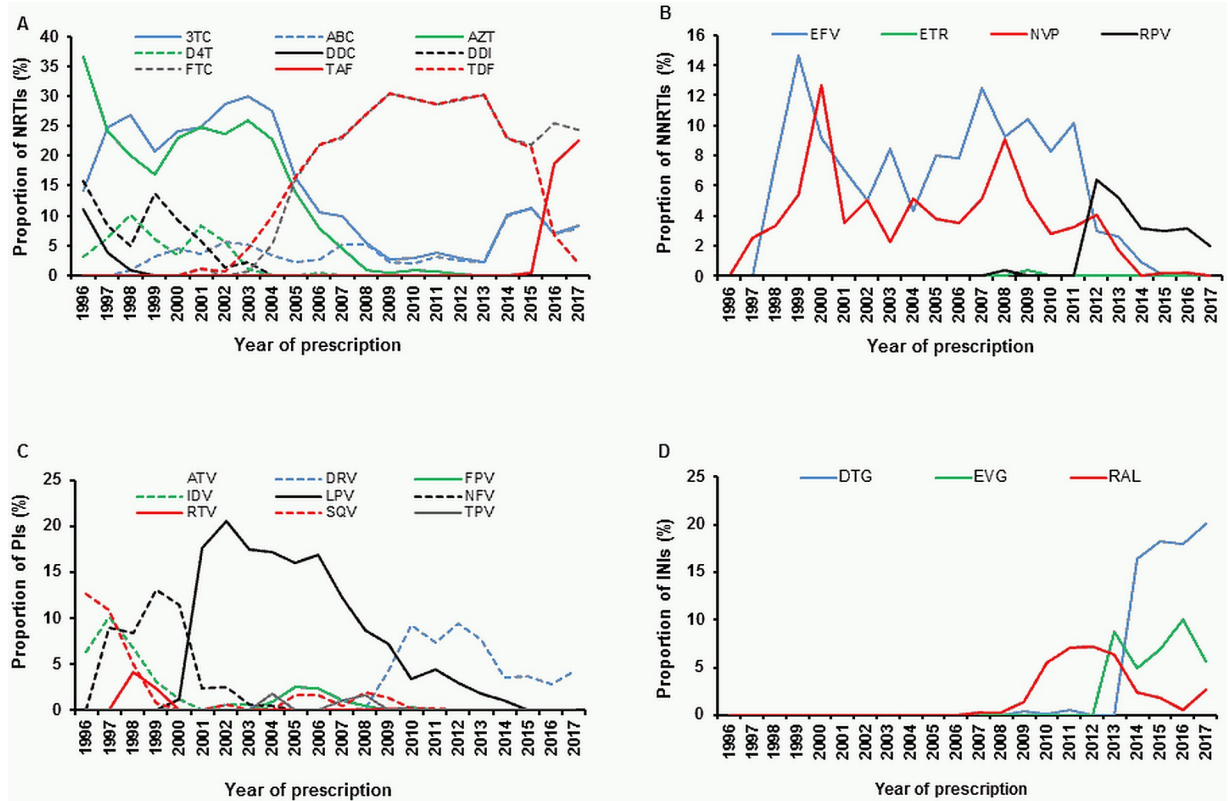 A
3TC ABC AZT
D4T DDC DDI
FTC TAF TDF
Proportion of NRTIs (%)
40
35
30
25
20
15
10
5
0
1996 1997 1998 1999 2000 2001 2002 2003 2004 2005 2006 2007 2008 2009 2010 2011 2012 2013 2014 2015 2016 2017
Year of prescription
B
EFV ETR NVP RPV
Proprtion of NNRTIs (%)
16
14
12
10
8
6
4
2
0
1996 1997 1998 1999 2000 2001 2002 2003 2004 2005 2006 2007 2008 2009 2010 2011 2012 2013 2014 2015 2016 2017
Year of prescription
C
ATV DRV FPV
IDV LPV NFV
RTV SQV TPV
Proportion of PIs (%)
25
20
15
10
5
0
1996 1997 1998 1999 2000 2001 2002 2003 2004 2005 2006 2007 2008 2009 2010 2011 2012 2013 2014 2015 2016 2017
Year of prescription
D
DTG EVG RAL
Proportion of INIs (%)
25
20
15
10
5
0
1996 1997 1998 1999 2000 2001 2002 2003 2004 2005 2006 2007 2008 2009 2010 2011 2012 2013 2014 2015 2016 2017
Year of prescription